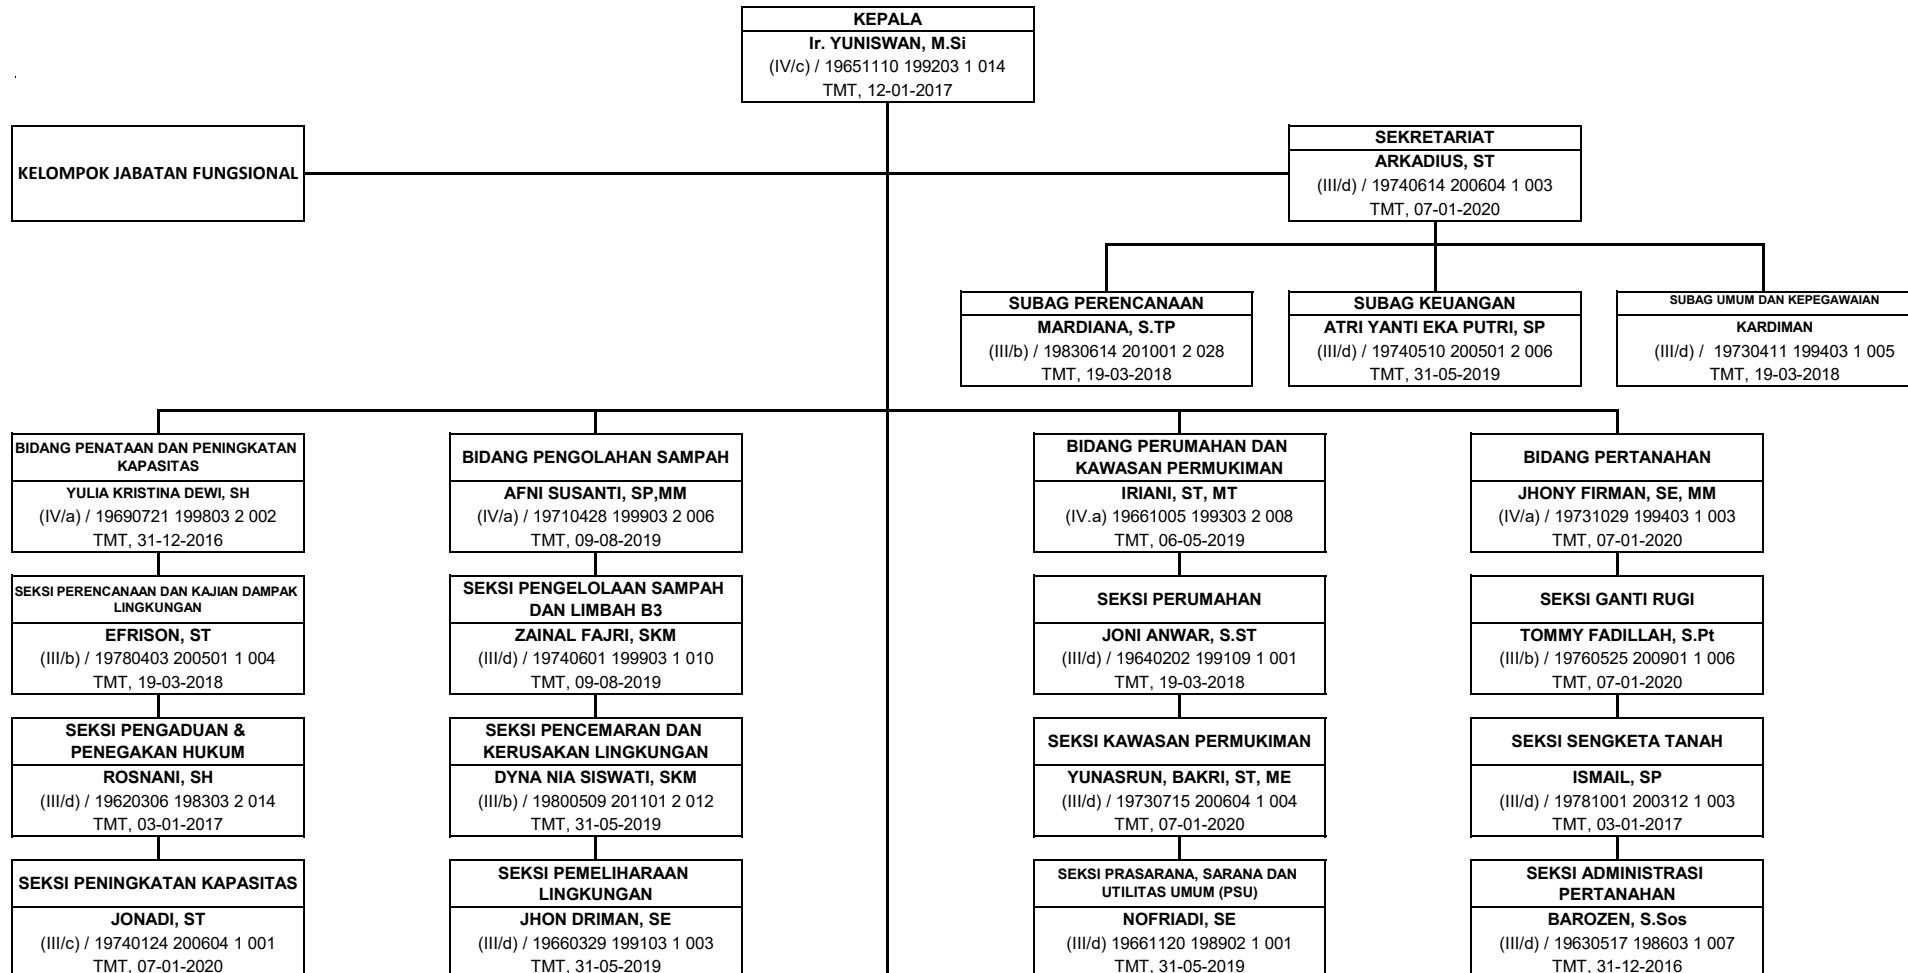 KEPALA
Ir. YUNISWAN, M.Si
(IV/c) / 19651110 199203 1 014
TMT, 12-01-2017
KELOMPOK JABATAN FUNGSIONAL
SEKRETARIAT
ARKADIUS, ST
(III/d) / 19740614 200604 1 003
TMT, 07-01-2020
SUBAG PERENCANAAN
MARDIANA, S.TP
(III/b) / 19830614 201001 2 028
TMT, 19-03-2018
SUBAG KEUANGAN
ATRI YANTI EKA PUTRI, SP
(III/d) / 19740510 200501 2 006
TMT, 31-05-2019
SUBAG UMUM DAN KEPEGAWAIAN
KARDIMAN
(III/d) / 19730411 199403 1 005
TMT, 19-03-2018
BIDANG PENATAAN DAN PENINGKATAN
KAPASITAS
YULIA KRISTINA DEWI, SH
(IV/a) / 19690721 199803 2 002
TMT, 31-12-2016
SEKSI PERENCANAAN DAN KAJIAN DAMPAK
LINGKUNGAN
EFRISON, ST
(III/b) / 19780403 200501 1 004
TMT, 19-03-2018
SEKSI PENGADUAN &
PENEGAKAN HUKUM
ROSNANI, SH
(III/d) / 19620306 198303 2 014
TMT, 03-01-2017
SEKSI PENINGKATAN KAPASITAS
JONADI, ST
(III/c) / 19740124 200604 1 001
TMT, 07-01-2020
BIDANG PENGOLAHAN SAMPAH
AFNI SUSANTI, SP,MM
(IV/a) / 19710428 199903 2 006
TMT, 09-08-2019
SEKSI PENGELOLAAN SAMPAH
DAN LIMBAH B3
ZAINAL FAJRI, SKM
(III/d) / 19740601 199903 1 010
TMT, 09-08-2019
SEKSI PENCEMARAN DAN
KERUSAKAN LINGKUNGAN
DYNA NIA SISWATI, SKM
(III/b) / 19800509 201101 2 012
TMT, 31-05-2019
SEKSI PEMELIHARAAN
LINGKUNGAN
JHON DRIMAN, SE
(III/d) / 19660329 199103 1 003
TMT, 31-05-2019
BIDANG PERUMAHAN DAN
KAWASAN PERMUKIMAN
IRIANI, ST, MT
(IV.a) 19661005 199303 2 008
TMT, 06-05-2019
SEKSI PERUMAHAN
JONI ANWAR, S.ST
(III/d) / 19640202 199109 1 001
TMT, 19-03-2018
SEKSI KAWASAN PERMUKIMAN
YUNASRUN, BAKRI, ST, ME
(III/d) / 19730715 200604 1 004
TMT, 07-01-2020
SEKSI PRASARANA, SARANA DAN
UTILITAS UMUM (PSU)
NOFRIADI, SE
(III/d) 19661120 198902 1 001
TMT, 31-05-2019
BIDANG PERTANAHAN
JHONY FIRMAN, SE, MM
(IV/a) / 19731029 199403 1 003
TMT, 07-01-2020
SEKSI GANTI RUGI
TOMMY FADILLAH, S.Pt
(III/b) / 19760525 200901 1 006
TMT, 07-01-2020
SEKSI SENGKETA TANAH
ISMAIL, SP
(III/d) / 19781001 200312 1 003
TMT, 03-01-2017
SEKSI ADMINISTRASI
PERTANAHAN
BAROZEN, S.Sos
(III/d) / 19630517 198603 1 007
TMT, 31-12-2016